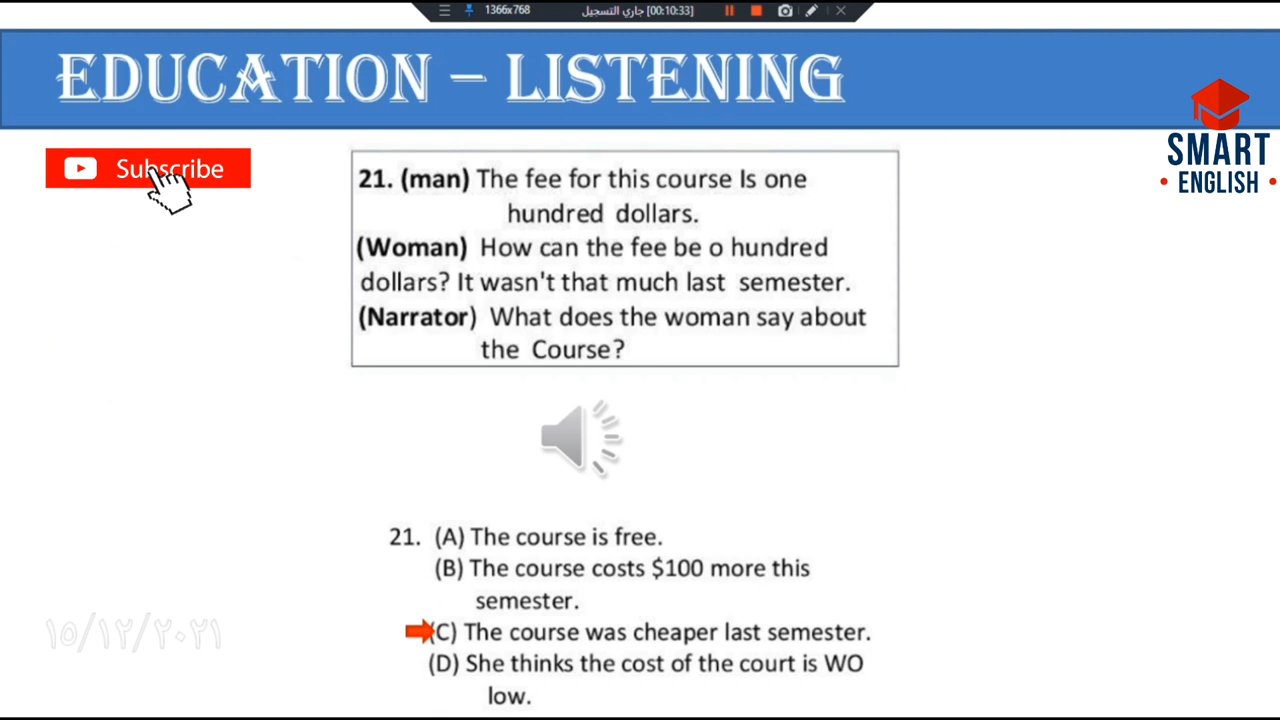 1366x768
جاري التسجيل [00:10:33]
EDUCATION – LISTENING
Subscribe
SMART
• ENGLISH •
21. (man) The fee for this course Is one
hundred dollars.
(Woman) How can the fee be o hundred
dollars? It wasn't that much last semester.
(Narrator) What does the woman say about
the Course?
21. (A) The course is free.
(B) The course costs $100 more this
semester.
(C) The course was cheaper last semester.
(D) She thinks the cost of the court is WO
low.
١٥/١٢/٢٠٢١